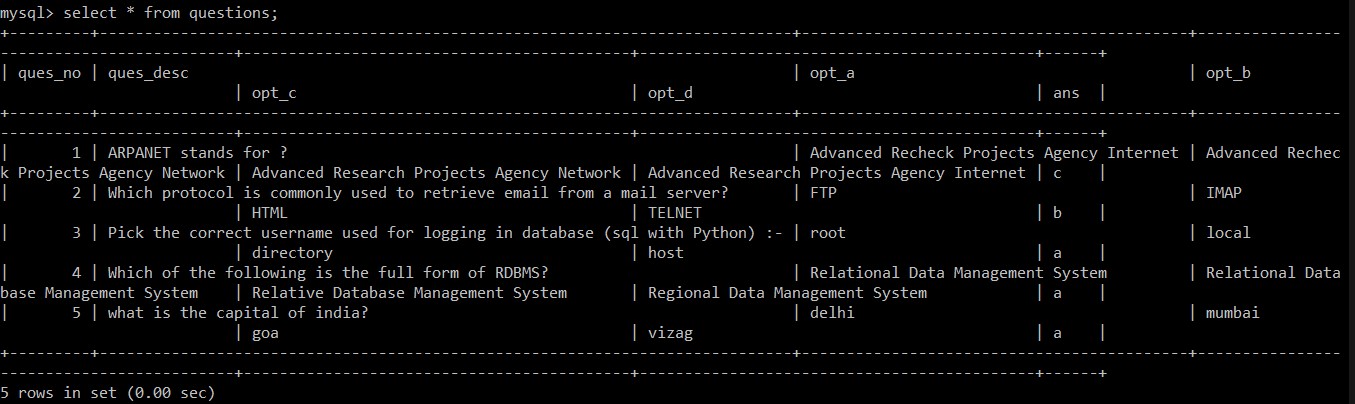 mysql> select * from questions;
+---------+----------------------------------------------------------------------+---------------------------------------+---------------
------------------------+---------------------------------------+---------------------------------------+------+
| ques_no | ques_desc                                                            | opt_a                                 | opt_b
                        | opt_c                                 | opt_d                                 | ans  |
+---------+----------------------------------------------------------------------+---------------------------------------+---------------
------------------------+---------------------------------------+---------------------------------------+------+
|       1 | ARPANET stands for ?                                                 | Advanced Recheck Projects Agency Internet | Advanced Rechec
k Projects Agency Network | Advanced Research Projects Agency Network | Advanced Research Projects Agency Internet | c    |
|       2 | Which protocol is commonly used to retrieve email from a mail server?       | FTP                                   | IMAP
                        | HTML                                  | TELNET                                | b    |
|       3 | Pick the correct username used for logging in database (sql with Python) :- | root                                  | local
                        | directory                             | host                                  | a    |
|       4 | Which of the following is the full form of RDBMS?                    | Relational Data Management System     | Relational Data
base Management System    | Relative Database Management System   | Regional Data Management System       | a    |
|       5 | what is the capital of india?                                        | delhi                                 | mumbai
                        | goa                                   | vizag                                 | a    |
+---------+----------------------------------------------------------------------+---------------------------------------+---------------
------------------------+---------------------------------------+---------------------------------------+------+
5 rows in set (0.00 sec)